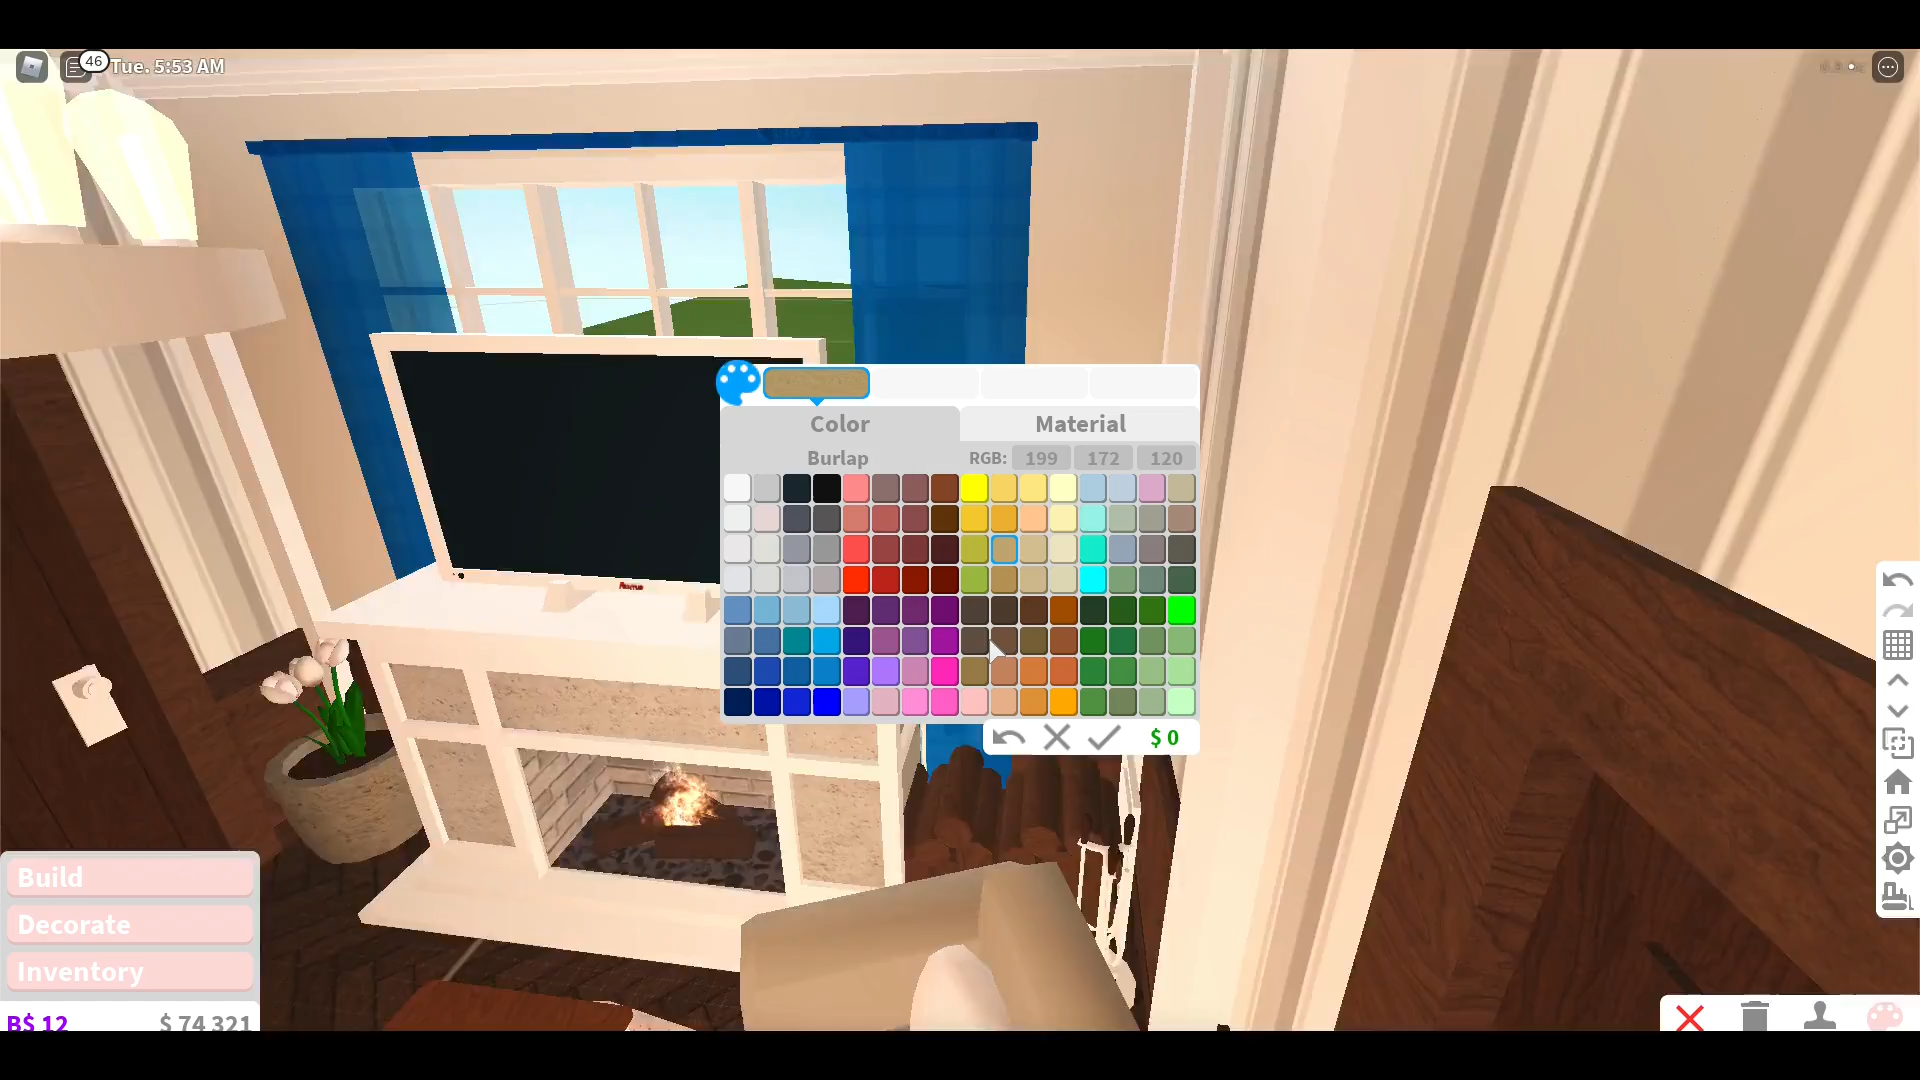 46
Tue. 5:53 AM
Color
Material
Burlap
RGB: 199 172 120
$ 0
Build
Decorate
Inventory
B$ 12
$ 74,321